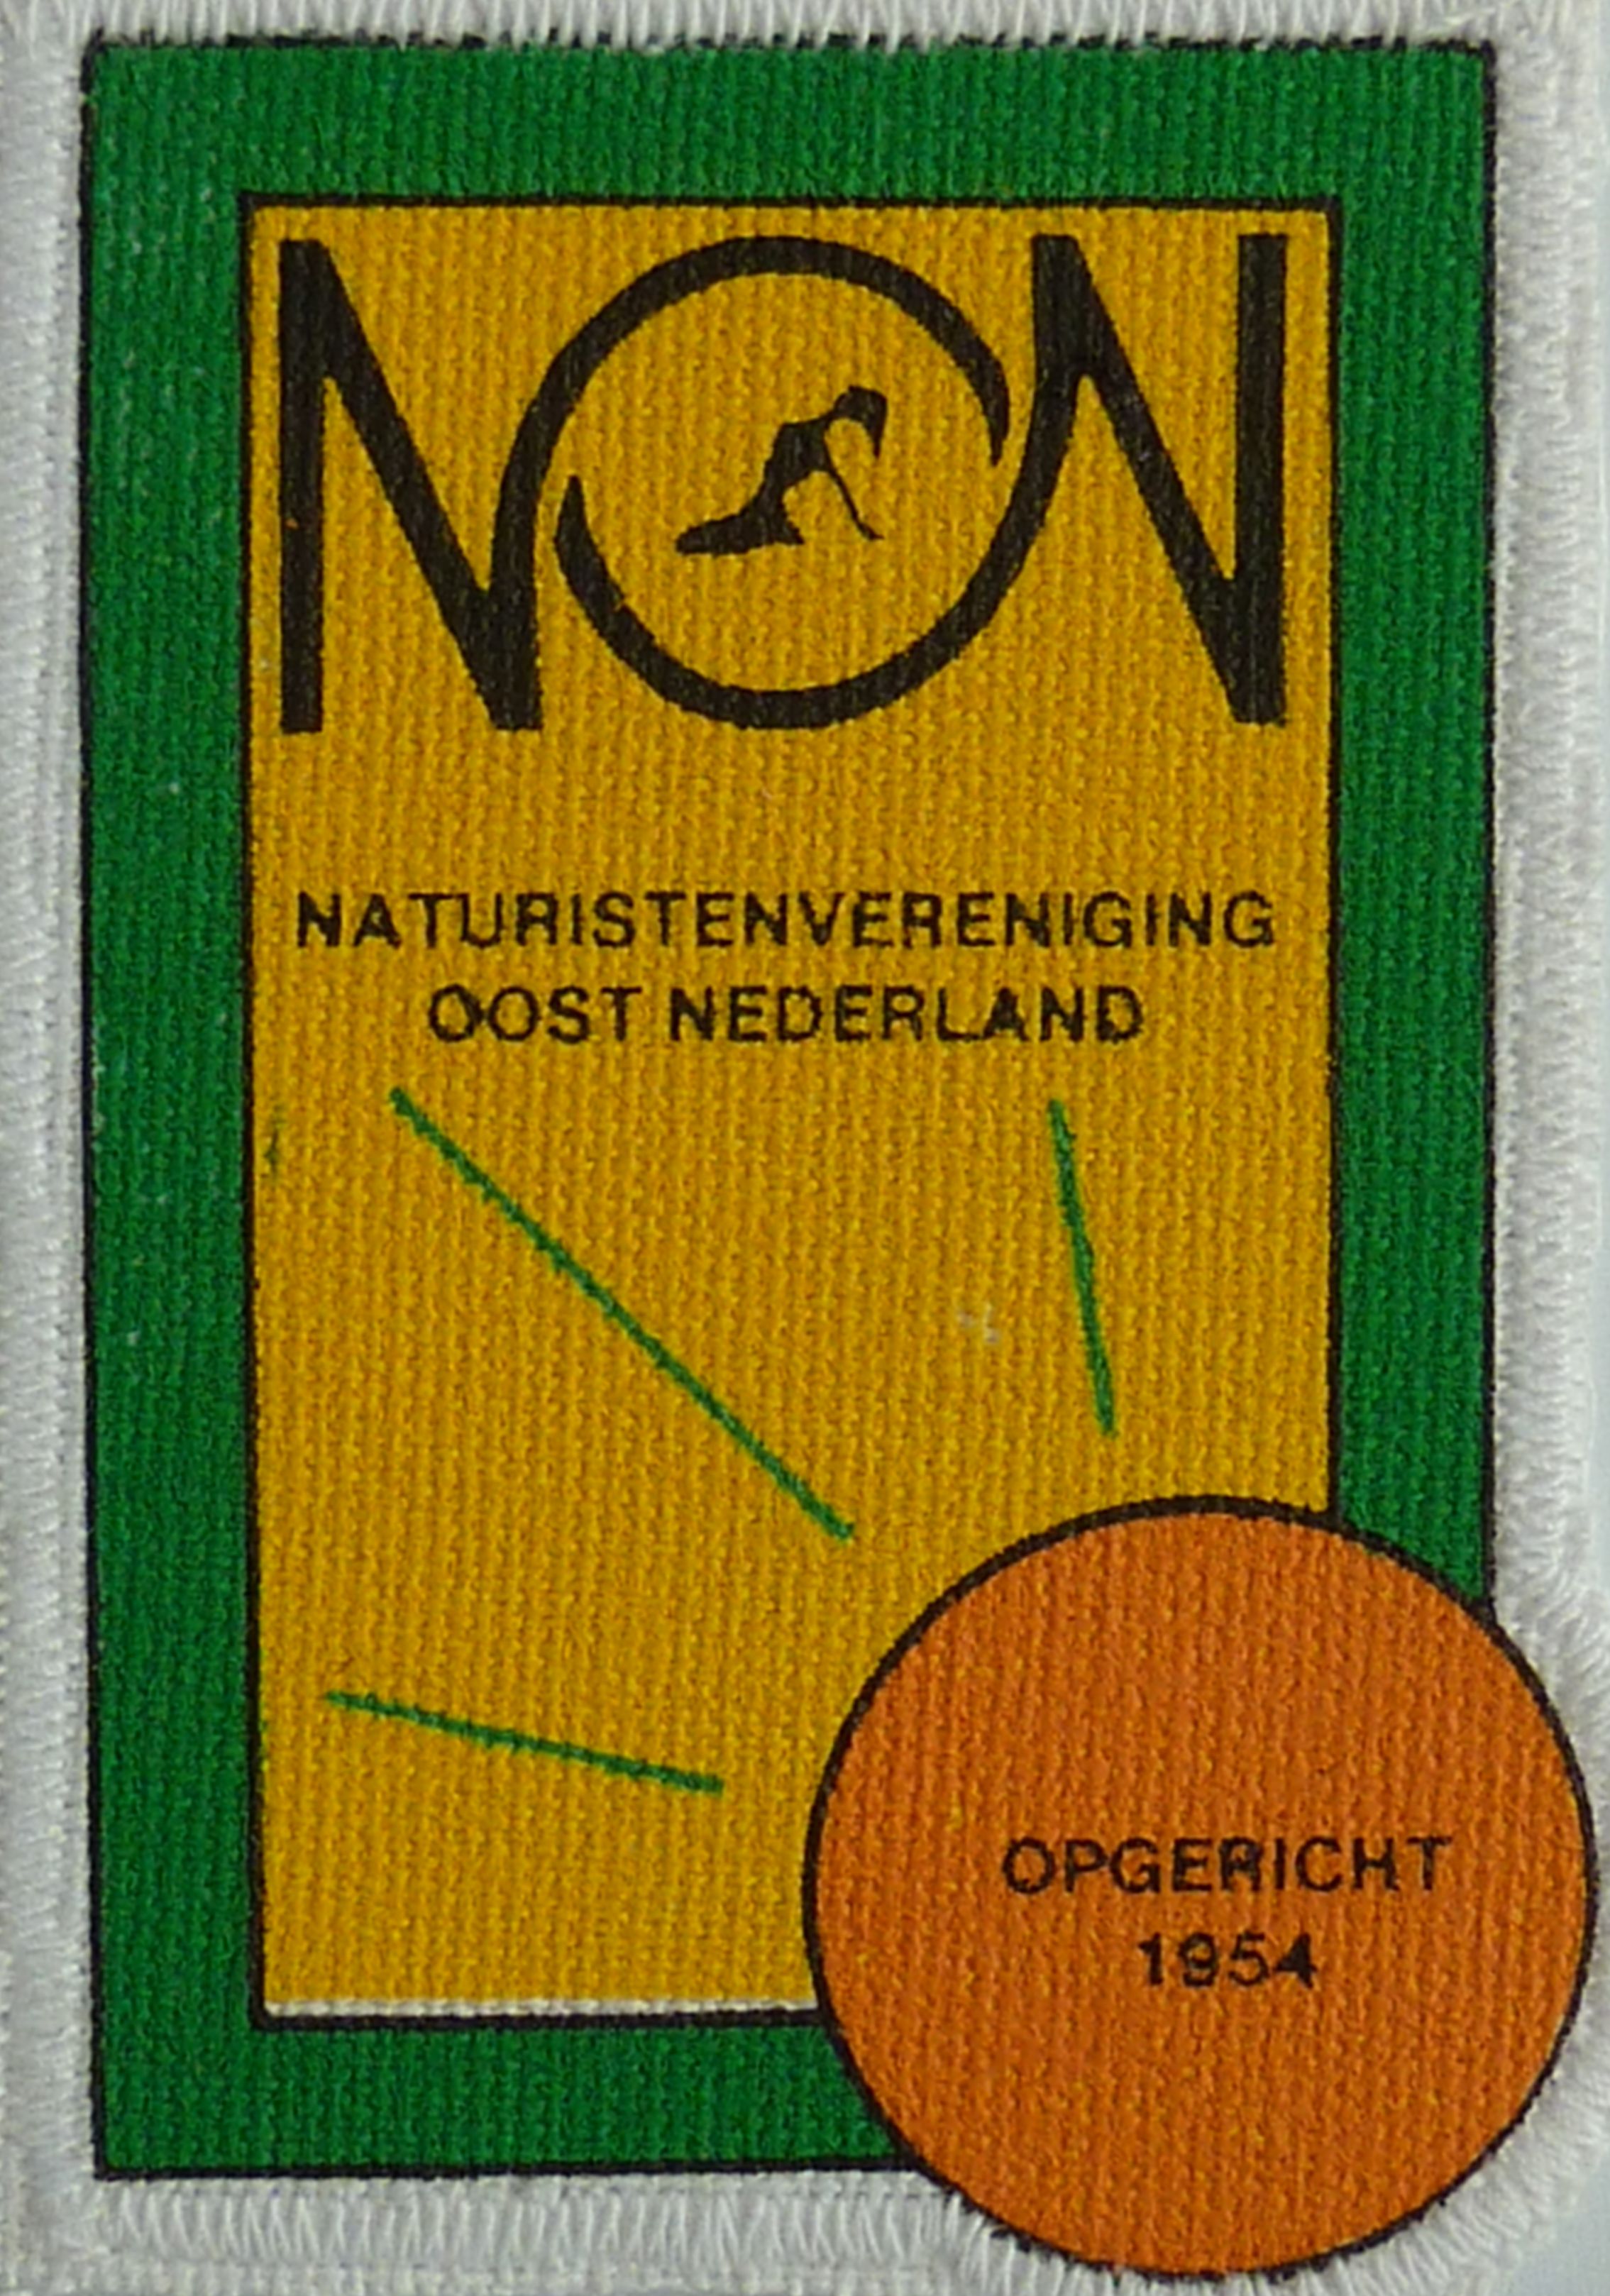 NON
NATURISTENVERENIGING
OOST NEDERLAND
OPGERICHT
1954